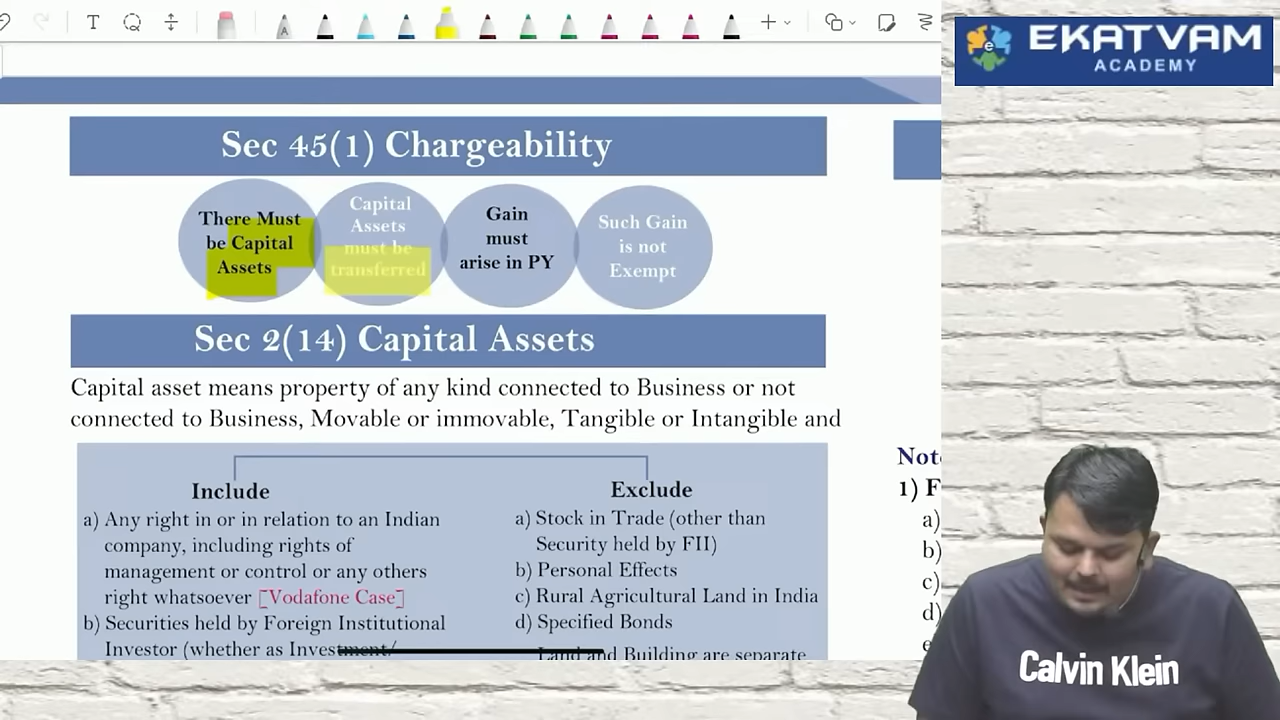 EKATVAM
ACADEMY
Sec 45(1) Chargeability
There Must
be Capital
Assets
Capital
Assets
must be
transferred
Gain
must
arise in PY
Such Gain
is not
Exempt
Sec 2(14) Capital Assets
Capital asset means property of any kind connected to Business or not
connected to Business, Movable or immovable, Tangible or Intangible and
Include
a) Any right in or in relation to an Indian
company, including rights of
management or control or any others
right whatsoever [Vodafone Case]
b) Securities held by Foreign Institutional
Investor (whether as Investment/
Exclude
a) Stock in Trade (other than
Security held by FII)
b) Personal Effects
c) Rural Agricultural Land in India
d) Specified Bonds
Land and Building are separate
1) F
a)
b)
c)
d)
Calvin Klein